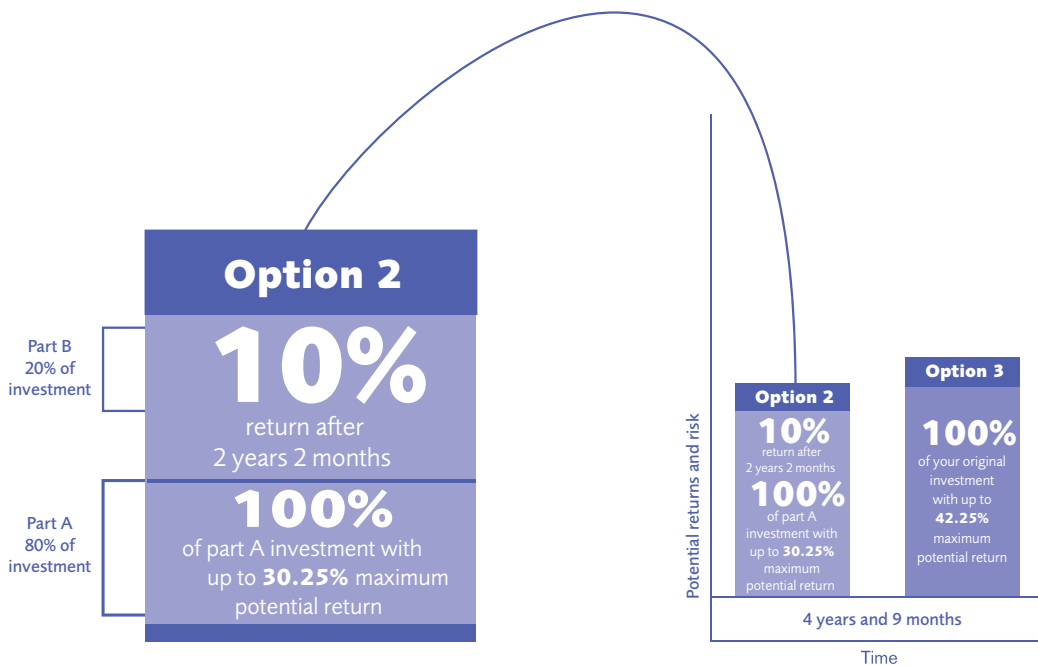 Option 2
Part B
20% of
investment
10%
return after
2 years 2 months
Part A
80% of
investment
100%
of part A investment with
up to 30.25% maximum
potential return
Potential returns and risk
Option 2
10%
return after
2 years 2 months
100%
of part A
investment with
up to 30.25%
maximum
potential return
Option 3
100%
of your original
investment
with up to
42.25%
maximum
potential return
4 years and 9 months
Time